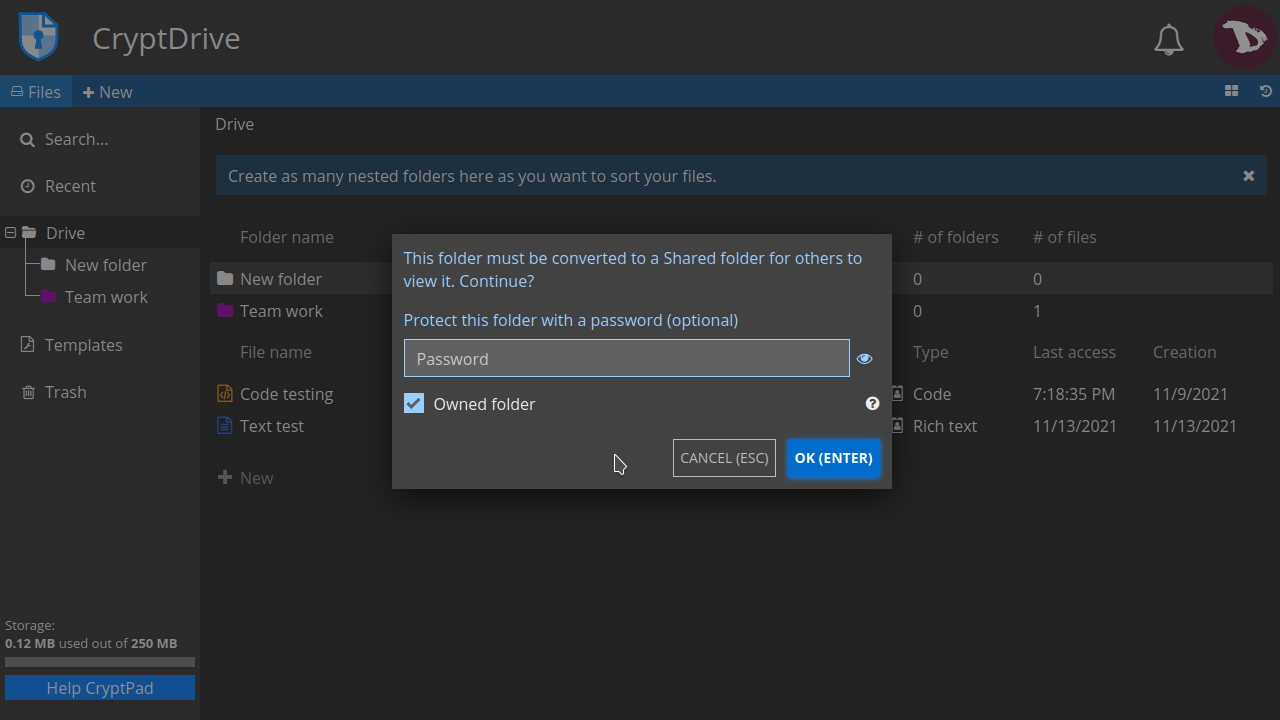 CryptDrive
Files
New
Search...
Drive
Recent
Create as many nested folders here as you want to sort your files.
Drive
New folder
Team work
Templates
Trash
Folder name
# of folders
# of files
New folder
0
0
Team work
0
1
File name
Type
Last access
Creation
Code testing
Code
7:18:35 PM
11/9/2021
Text test
Rich text
11/13/2021
11/13/2021
New
This folder must be converted to a Shared folder for others to
view it. Continue?
Protect this folder with a password (optional)
Password
Owned folder
CANCEL (ESC)
OK (ENTER)
Storage:
0.12 MB used out of 250 MB
Help CryptPad